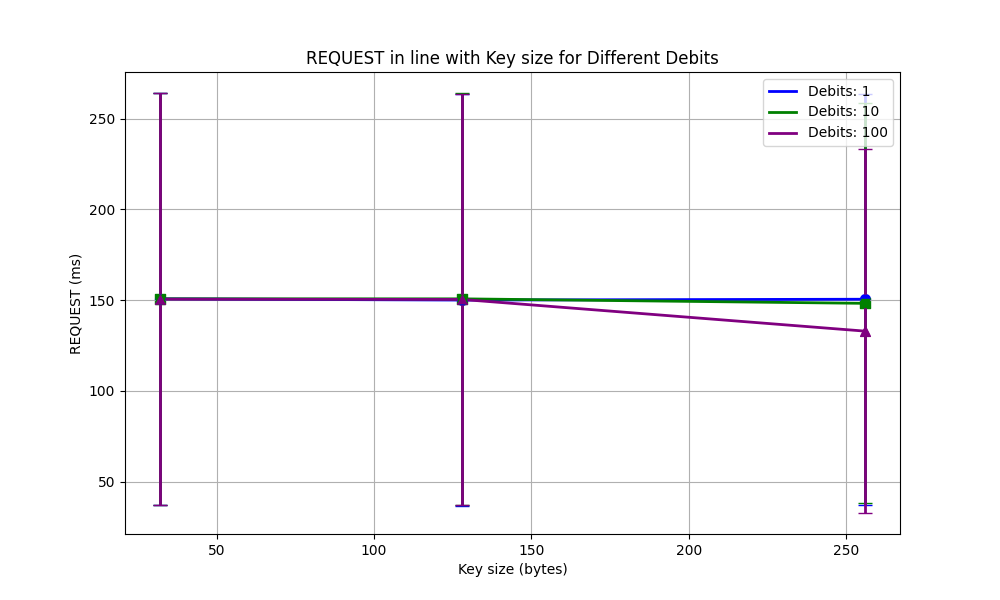 REQUEST in line with Key size for Different Debits
Debits: 1
Debits: 10
Debits: 100
250
200
150
100
50
REQUEST (ms)
50
100
150
200
250
Key size (bytes)